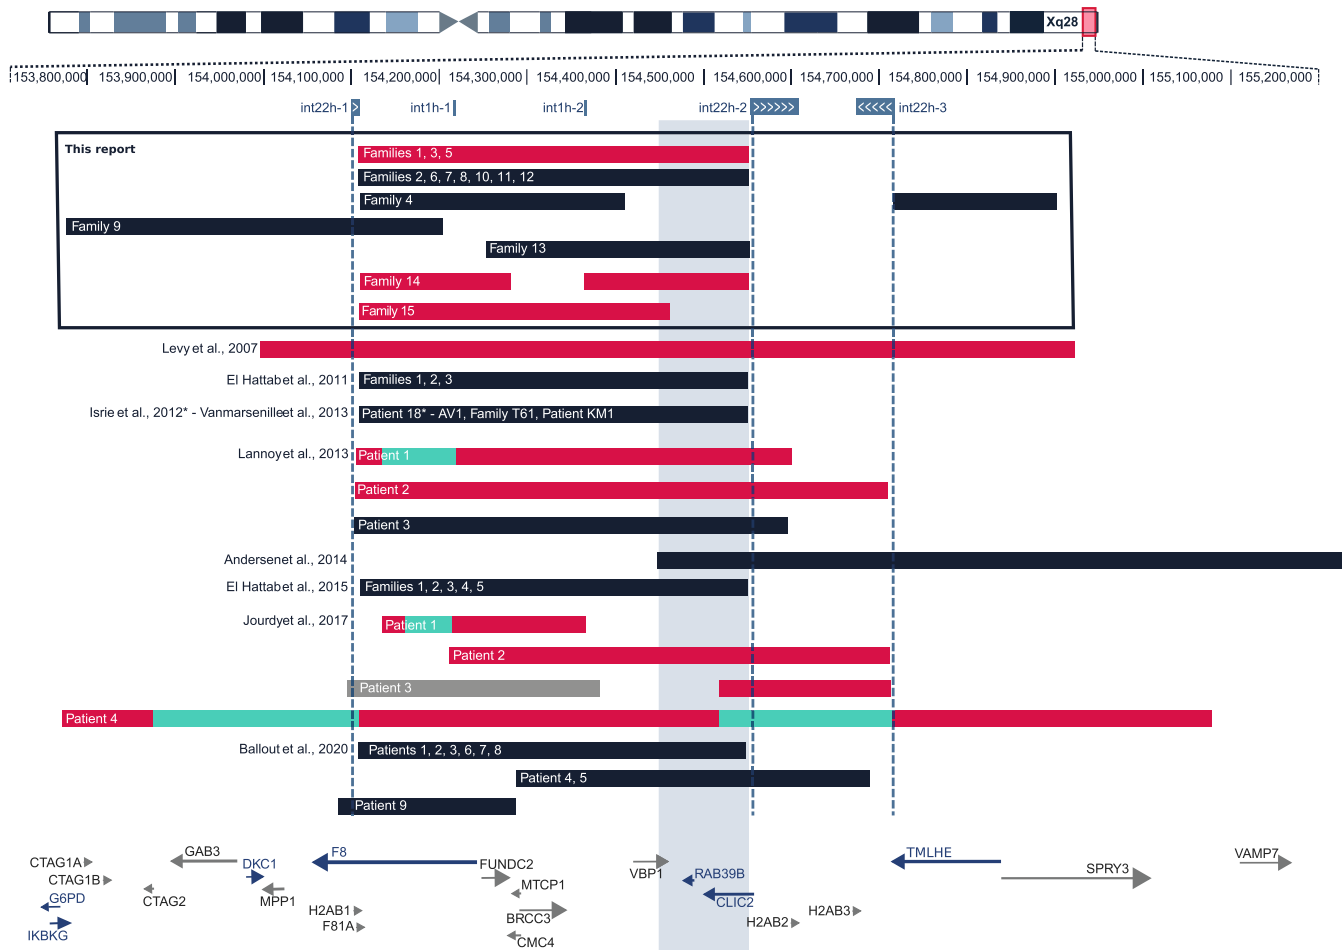 Xq28
153,800,000 153,900,000 154,000,000 154,100,000 154,200,000 154,300,000 154,400,000 154,500,000 154,600,000 154,700,000 154,800,000 154,900,000 155,000,000 155,100,000 155,200,000
int22h-1 > int1h-1 int1h-2 int22h-2 >>>>>> <<<<< int22h-3
This report
Families 1, 3, 5
Families 2, 6, 7, 8, 10, 11, 12
Family 4
Family 9
Family 13
Family 14
Family 15
Levy et al., 2007
El Hattab et al., 2011 Families 1, 2, 3
Isrie et al., 2012* - Vanmarsenille et al., 2013 Patient 18* - AV1, Family T61, Patient KM1
Lannoy et al., 2013 Patient 1
Patient 2
Patient 3
Andersen et al., 2014
El Hattab et al., 2015 Families 1, 2, 3, 4, 5
Jourdy et al., 2017 Patient 1
Patient 2
Patient 3
Patient 4
Ballout et al., 2020 Patients 1, 2, 3, 6, 7, 8
Patient 4, 5
Patient 9
CTAG1A GAB3 DKC1 F8 FUNDC2 VBP1 RAB39B TMLHE SPRY3 VAMP7
CTAG1B MTCP1
G6PD CTAG2 MPP1 H2AB1 BRCC3 CLIC2 H2AB3
IKBKG F81A CMC4 H2AB2